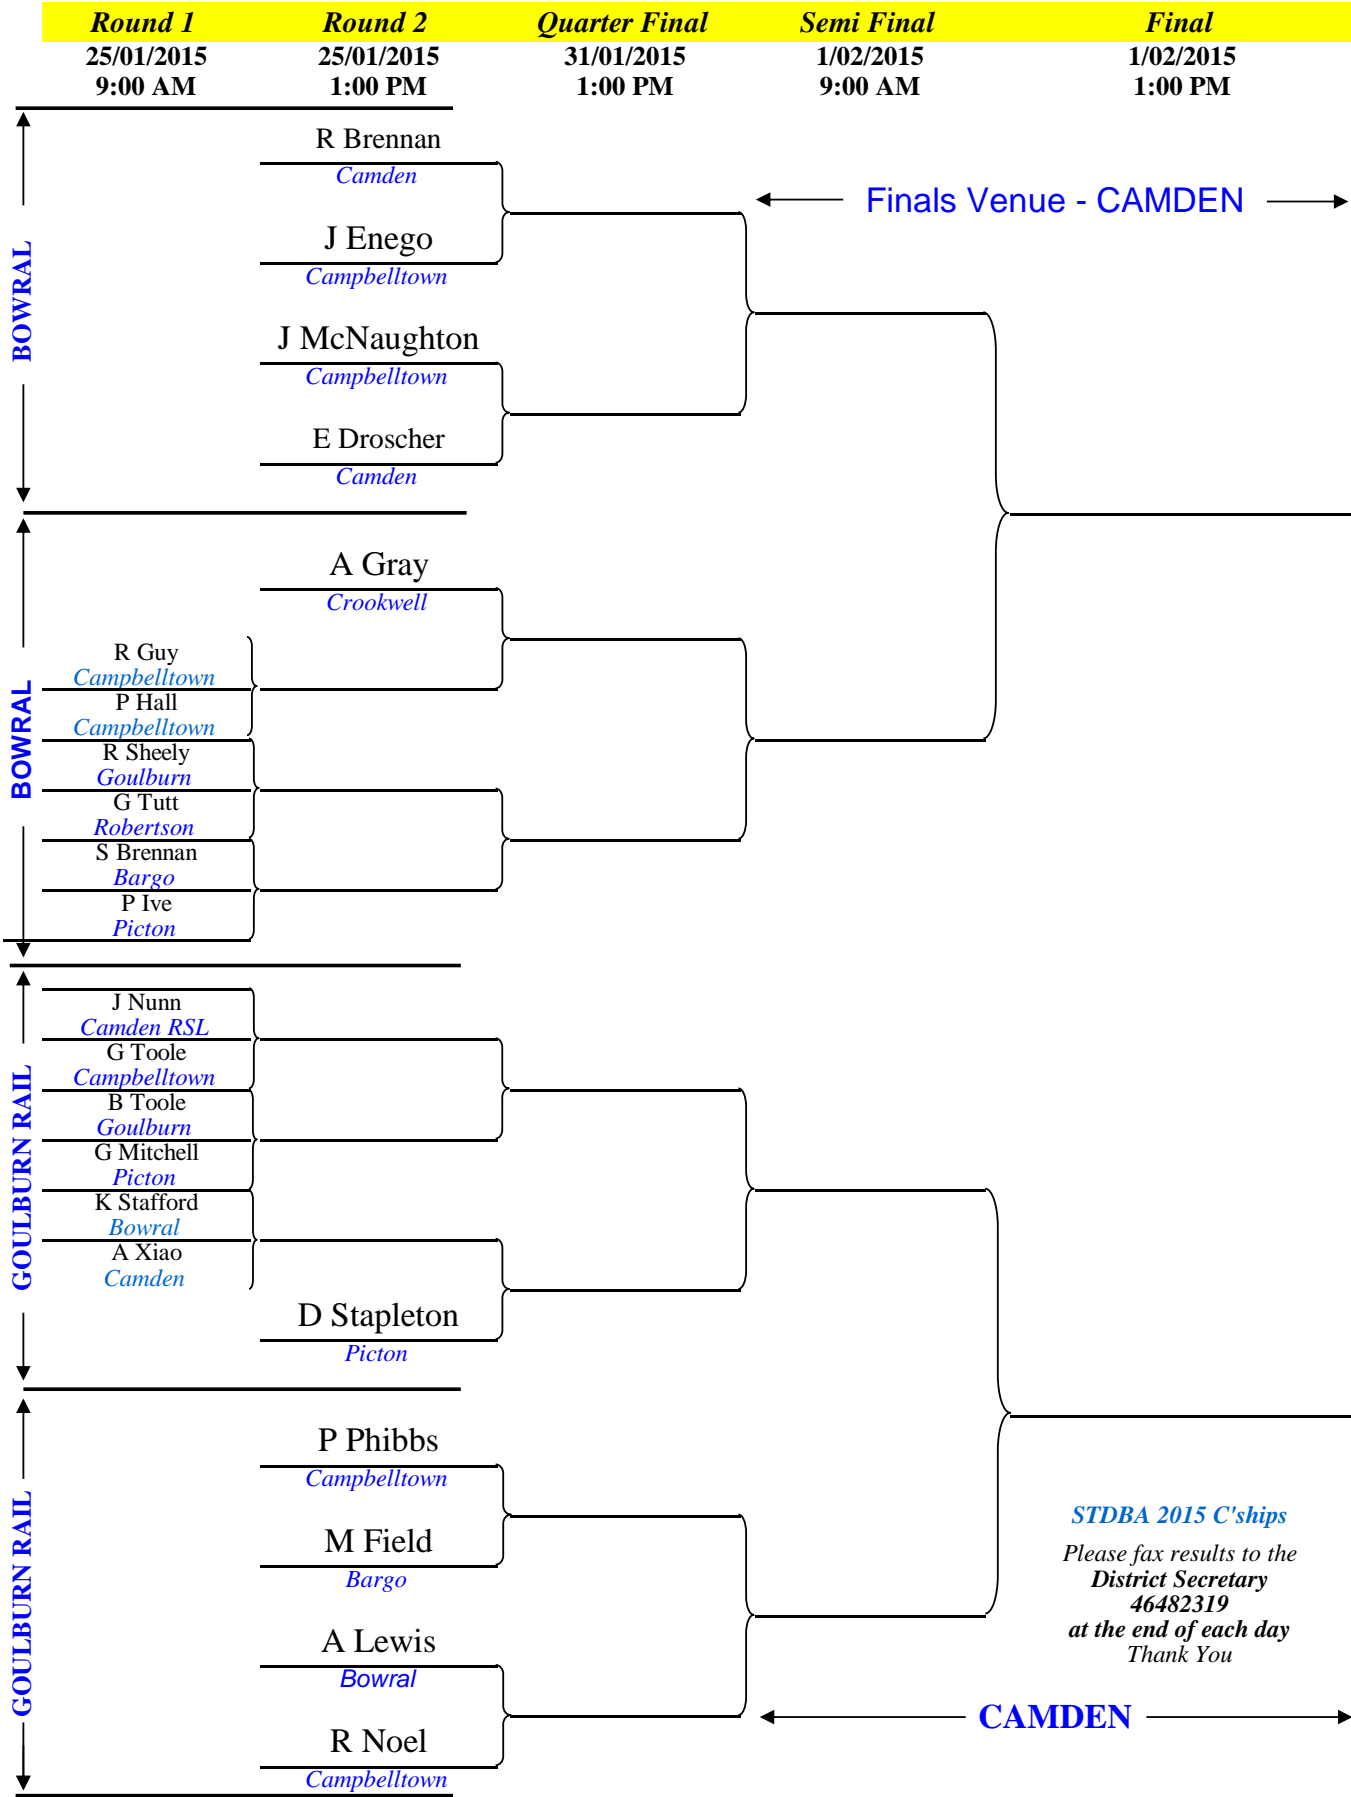 Round 1 Round 2 Quarter Final Semi Final Final
25/01/2015 25/01/2015 31/01/2015 1/02/2015 1/02/2015
9:00 AM 1:00 PM 1:00 PM 9:00 AM 1:00 PM
BOWRAL
R Brennan
Camden
Finals Venue - CAMDEN
J Enego
Campbelltown
J McNaughton
Campbelltown
E Droscher
Camden
BOWRAL
A Gray
Crookwell
R Guy
Campbelltown
P Hall
Campbelltown
R Sheely
Goulburn
G Tutt
Robertson
S Brennan
Bargo
P Ive
Picton
GOULBURN RAIL
J Nunn
Camden RSL
G Toole
Campbelltown
B Toole
Goulburn
G Mitchell
Picton
K Stafford
Bowral
A Xiao
Camden
D Stapleton
Picton
GOULBURN RAIL
P Phibbs
Campbelltown
M Field
Bargo
A Lewis
Bowral
R Noel
Campbelltown
STDBA 2015 C'ships
Please fax results to the
District Secretary
46482319
at the end of each day
Thank You
CAMDEN